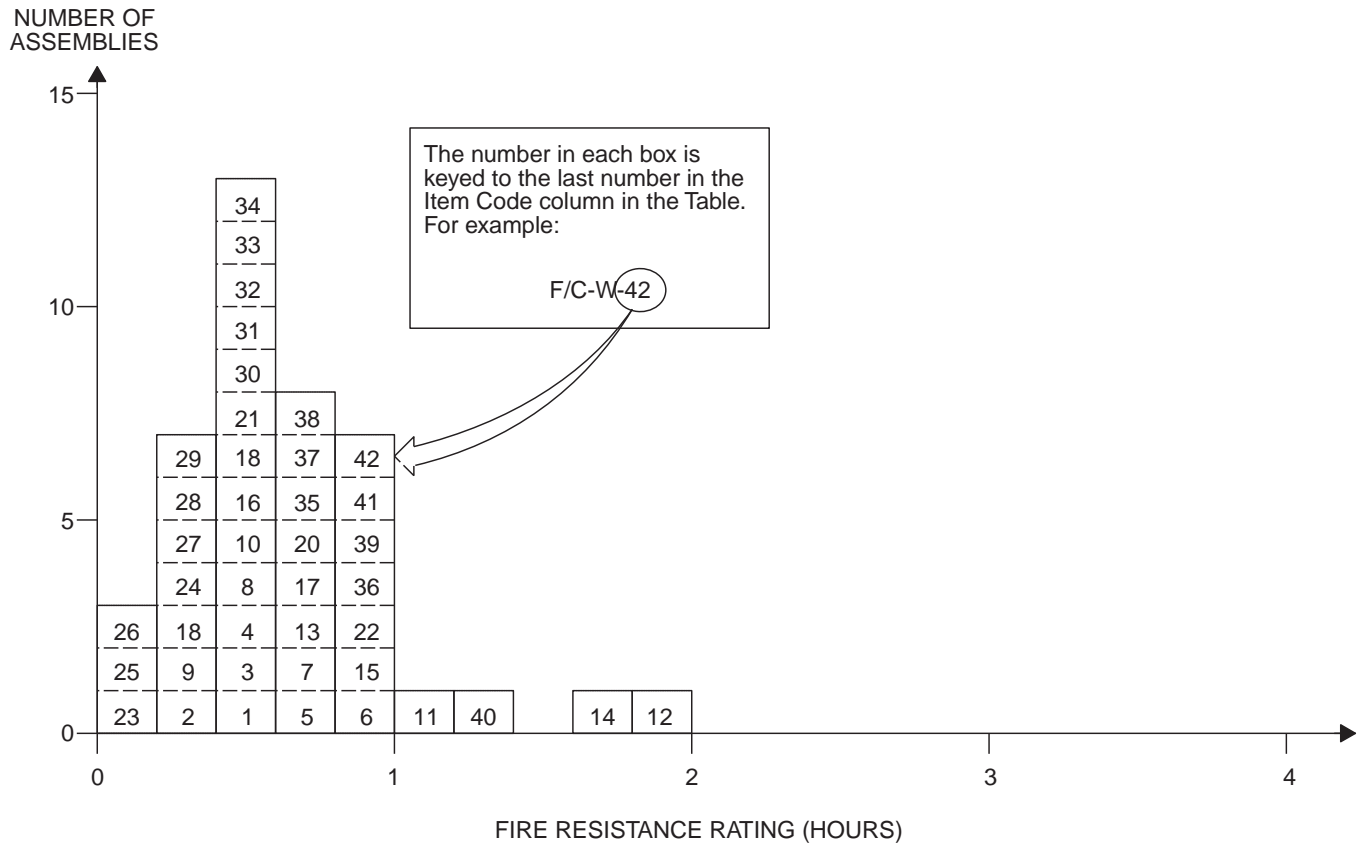 NUMBER OF
ASSEMBLIES
15
The number in each box is
keyed to the last number in the
Item Code column in the Table.
For example:
F/C-W-42
34
33
32
10
31
30
21 38
29 18 37 42
28 16 35 41
5
27 10 20 39
24 8 17 36
26 18 4 13 22
25 9 3 7 15
23 2 1 5 6 11 40 14 12
0
0 1 2 3 4
FIRE RESISTANCE RATING (HOURS)